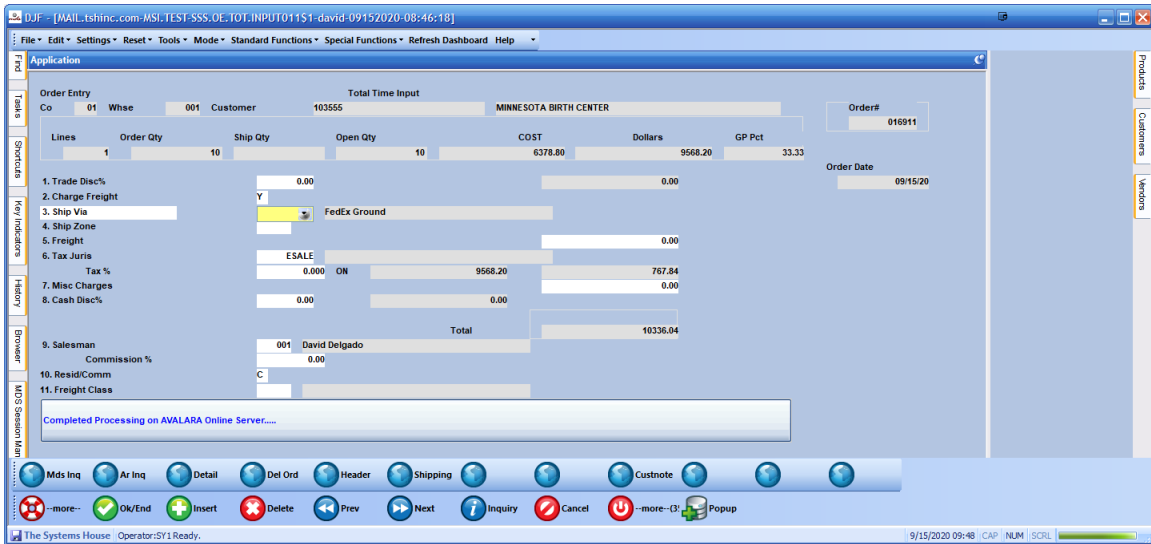 DJF - [MAIL.tshinc.com-MSI.TEST-SSS.OE.TOT.INPUT011$1-david-09152020-08:46:18]
File Edit Settings Reset Tools Mode Standard Functions Special Functions Refresh Dashboard Help
Application
Find
Tasks
Shortcuts
Key Indicators
History
Browser
MDS Session Man
Products
Customers
Vendors
Order Entry Total Time Input
Co 01 Whse 001 Customer 103555 MINNESOTA BIRTH CENTER Order#
016911
Lines Order Qty Ship Qty Open Qty COST Dollars GP Pct
1 10 10 6378.80 9568.20 33.33
Order Date
1. Trade Disc% 0.00 0.00 09/15/20
2. Charge Freight Y
3. Ship Via FedEx Ground
4. Ship Zone
5. Freight 0.00
6. Tax Juris ESALE
Tax % 0.000 ON 9568.20 767.84
7. Misc Charges 0.00
8. Cash Disc% 0.00 0.00
Total 10336.04
9. Salesman 001 David Delgado
Commission % 0.00
10. Resid/Comm C
11. Freight Class
Completed Processing on AVALARA Online Server.....
Mds Inq Ar Inq Detail Del Ord Header Shipping Custnote
--more-- Ok/End Insert Delete Prev Next Inquiry Cancel --more--(3! Popup
The Systems House Operator:SY1 Ready. 9/15/2020 09:48 CAP NUM SCRL